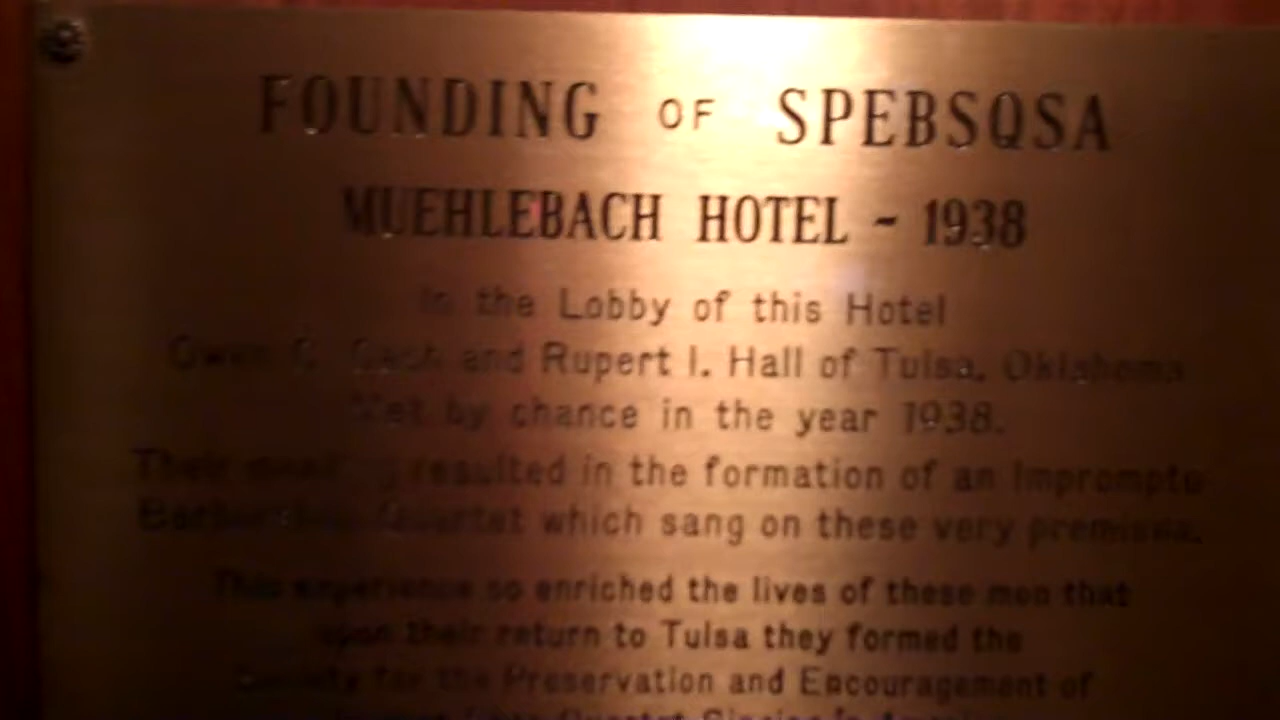 FOUNDING OF SPEBSQSA
MUEHLEBACH HOTEL - 1938
In the Lobby of this Hotel
Owen C. Cash and Rupert I. Hall of Tulsa, Oklahoma
Met by chance in the year 1938.
Their meeting resulted in the formation of an Impromptu
Barbershop Quartet which sang on these very premises.
This experience so enriched the lives of these men that
upon their return to Tulsa they formed the
Society for the Preservation and Encouragement of
Quartet Singing in